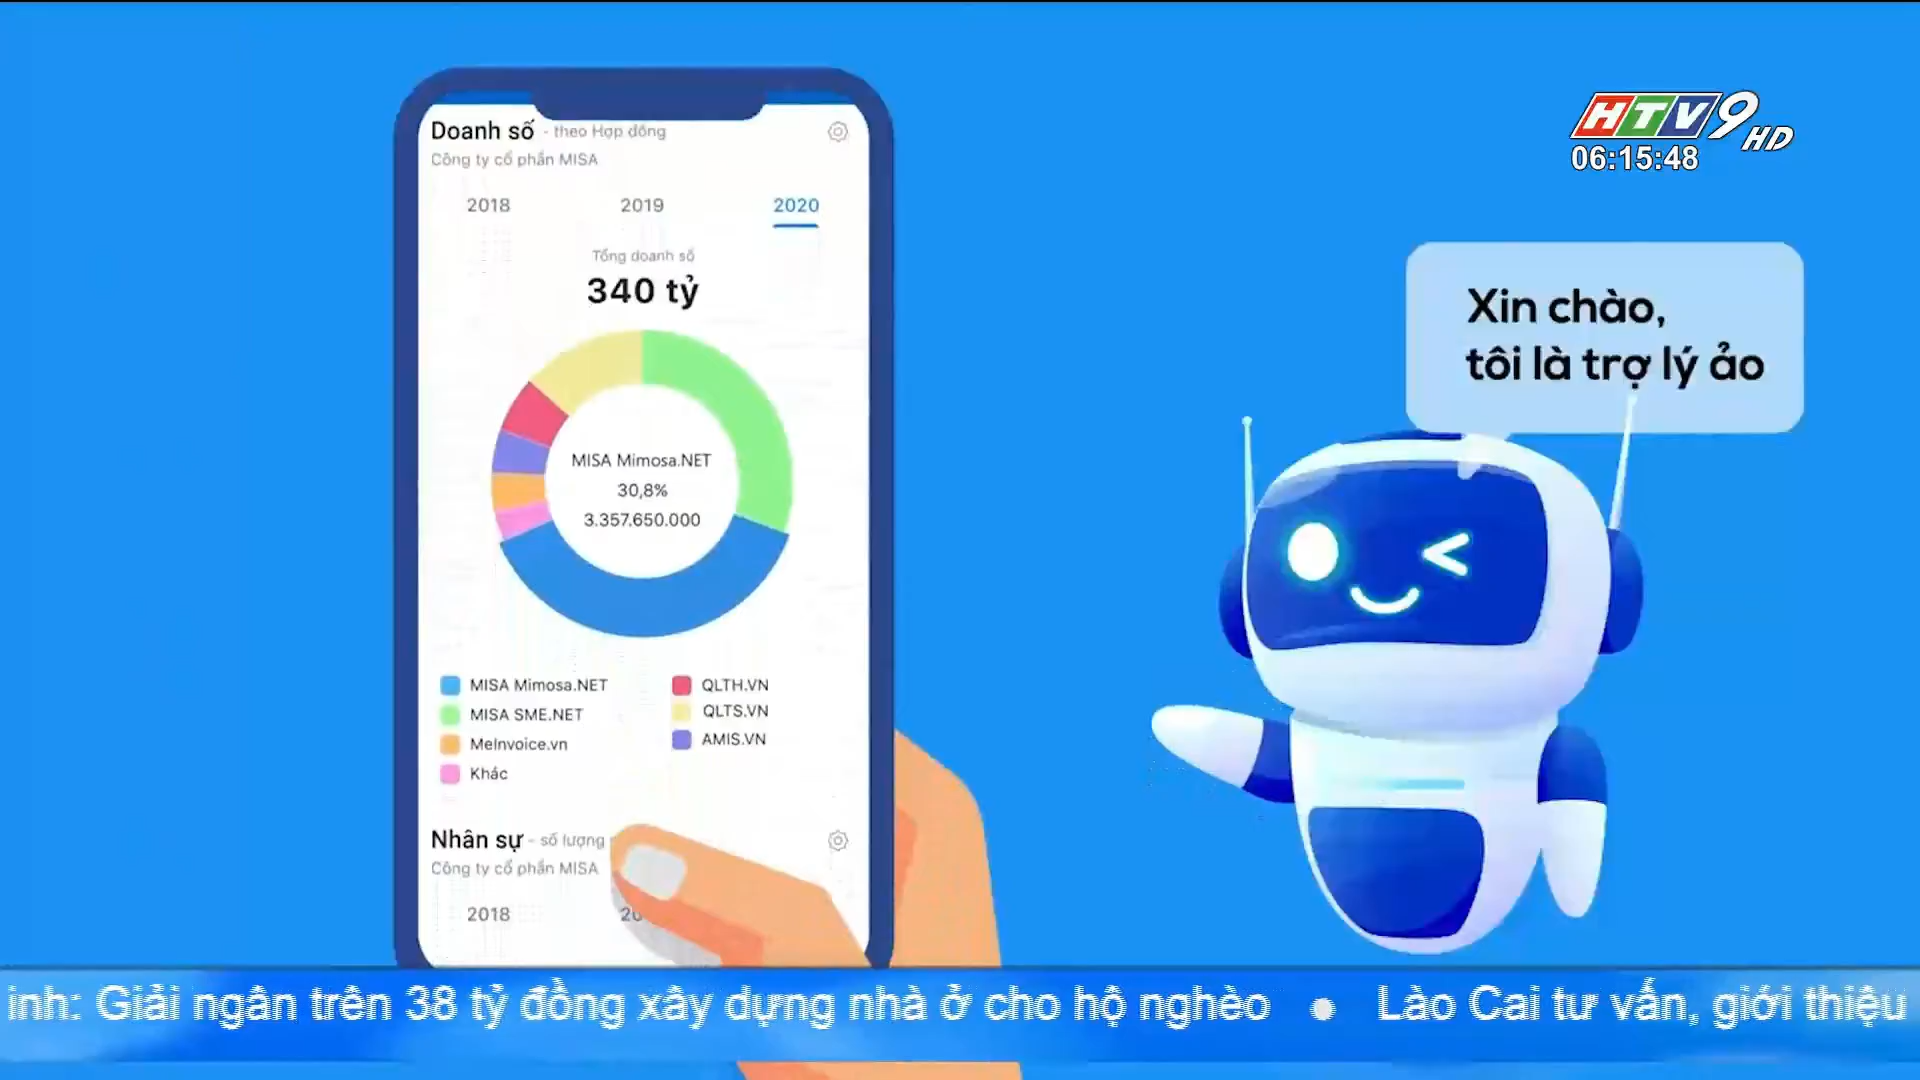 Doanh số - theo Hợp đồng
Công ty cổ phần MISA
2018 2019 2020
Tổng doanh số
340 tỷ
MISA Mimosa.NET
30,8%
3.357.650.000
MISA Mimosa.NET
MISA SME.NET
MeInvoice.vn
Khác
QLTH.VN
QLTS.VN
AMIS.VN
Nhân sự - số lượng
Công ty cổ phần MISA
2018
HTV9 HD
06:15:48
Xin chào,
tôi là trợ lý ảo
inh: Giải ngân trên 38 tỷ đồng xây dựng nhà ở cho hộ nghèo ● Lào Cai tư vấn, giới thiệu